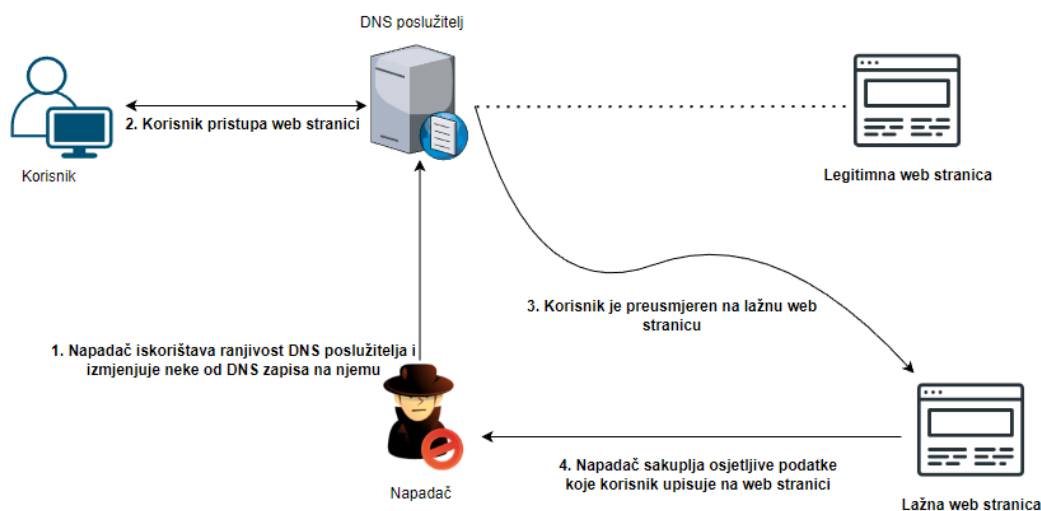 DNS poslužitelj
2. Korisnik pristupa web stranici
Korisnik
Legitimna web stranica
3. Korisnik je preusmjeren na lažnu web
stranicu
1. Napadač iskorištava ranjivost DNS poslužitelja i
izmjenjuje neke od DNS zapisa na njemu
4. Napadač sakuplja osjetljive podatke
koje korisnik upisuje na web stranici
Napadač
Lažna web stranica